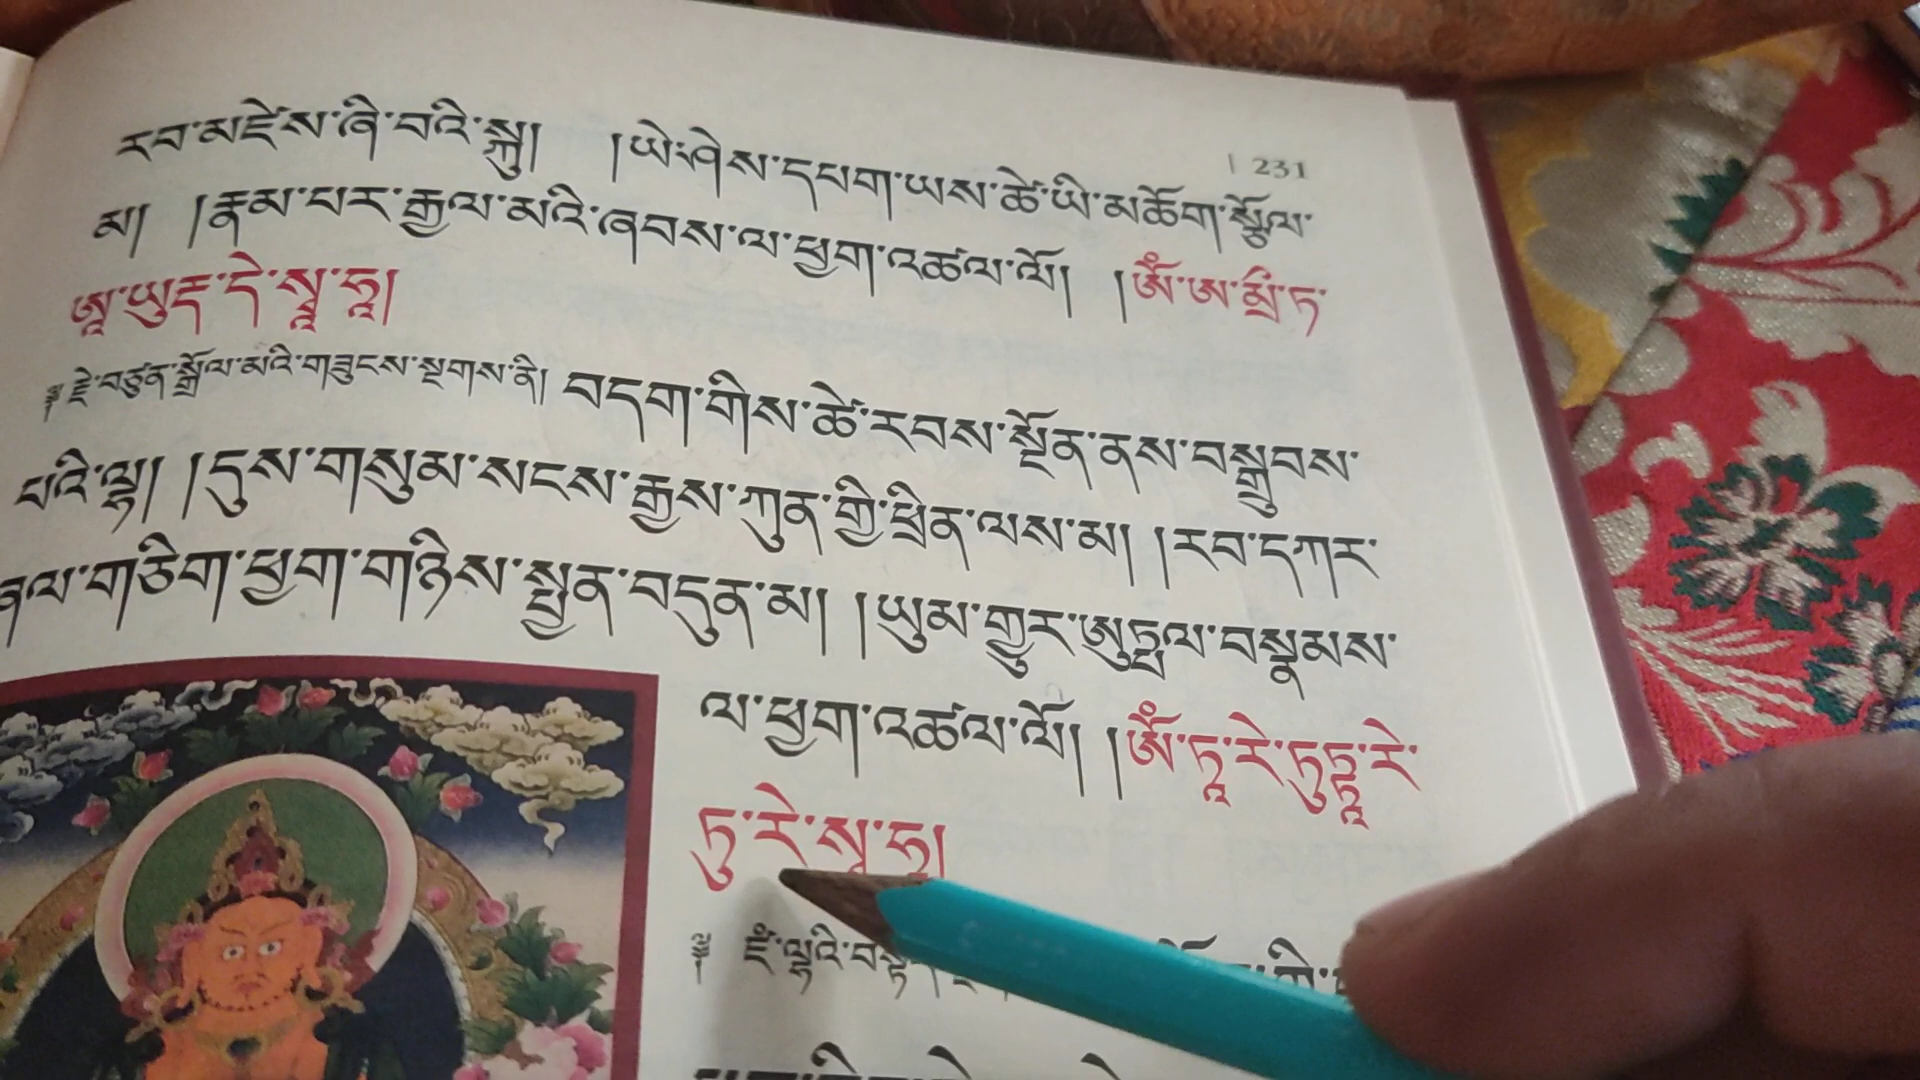 231
རབ་མཛེས་ཞི་བའི་སྐུ། །ཡེ་ཤེས་དཔག་ཡས་ཚེ་ཡི་མཆོག་སྩོལ་
མ། །རྣམ་པར་རྒྱལ་མའི་ཞབས་ལ་ཕྱག་འཚལ་ལོ། །ཨོཾ་ཨ་མྲྀ་ཏ་
ཨཱ་ཡུརྡ་དེ་སྭཱ་ཧཱ།
༈ རྗེ་བཙུན་སྒྲོལ་མའི་གཟུངས་སྔགས་ནི། བདག་གིས་ཚེ་རབས་སྔོན་ནས་བསྒྲུབས་
པའི་ལྷ། །དུས་གསུམ་སངས་རྒྱས་ཀུན་གྱི་ཕྲིན་ལས་མ། །རབ་དཀར་
ཞལ་གཅིག་ཕྱག་གཉིས་སྤྱན་བདུན་མ། །ཡུམ་གྱུར་ཨུཏྤལ་བསྣམས་
ལ་ཕྱག་འཚལ་ལོ། །ཨོཾ་ཏཱ་རེ་ཏུཏྟཱ་རེ་
ཏུ་རེ་སྭཱ་ཧཱ།
༈ ཛཾ་ལྷའི་